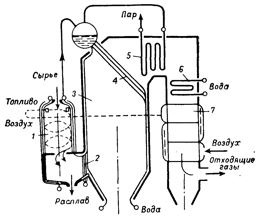 Пар
5
6
Сырье
4
Топливо
3
Вода
Воздух
7
1
Воздух
2
Отходящие
газы
Расплав
Вода